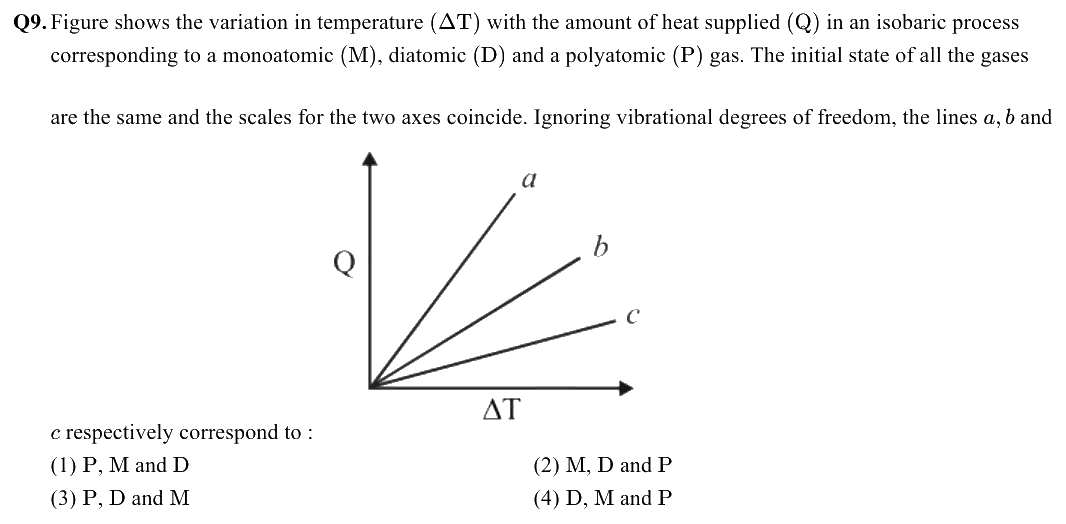 Q9. Figure shows the variation in temperature (ΔT) with the amount of heat supplied (Q) in an isobaric process
corresponding to a monoatomic (M), diatomic (D) and a polyatomic (P) gas. The initial state of all the gases
are the same and the scales for the two axes coincide. Ignoring vibrational degrees of freedom, the lines a, b and
a
b
Q
c
ΔT
c respectively correspond to :
(1) P, M and D
(2) M, D and P
(3) P, D and M
(4) D, M and P